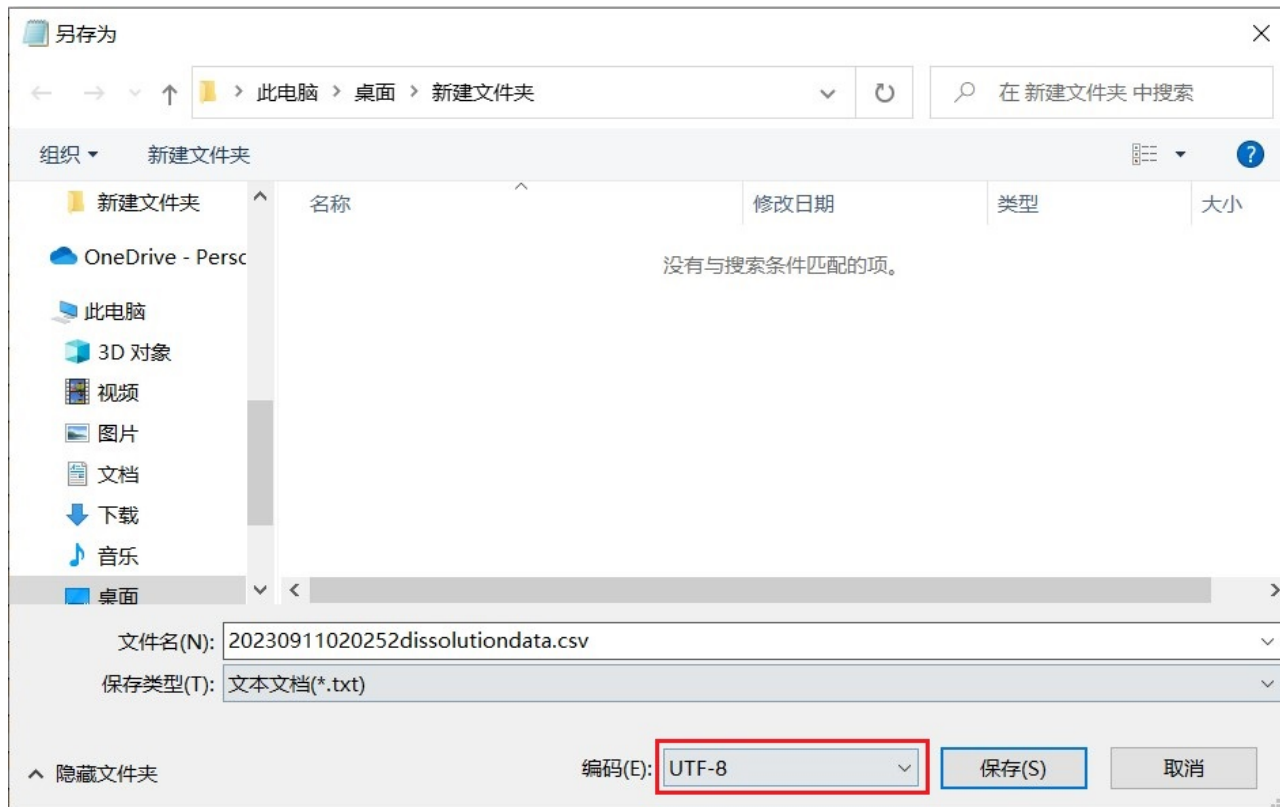 另存为
此电脑 > 桌面 > 新建文件夹
在 新建文件夹 中搜索
组织 新建文件夹
名称 修改日期 类型 大小
没有与搜索条件匹配的项。
新建文件夹
OneDrive - Persc
此电脑
3D 对象
视频
图片
文档
下载
音乐
桌面
文件名(N): 20230911020252dissolutiondata.csv
保存类型(T): 文本文档(*.txt)
隐藏文件夹 编码(E): UTF-8 保存(S) 取消